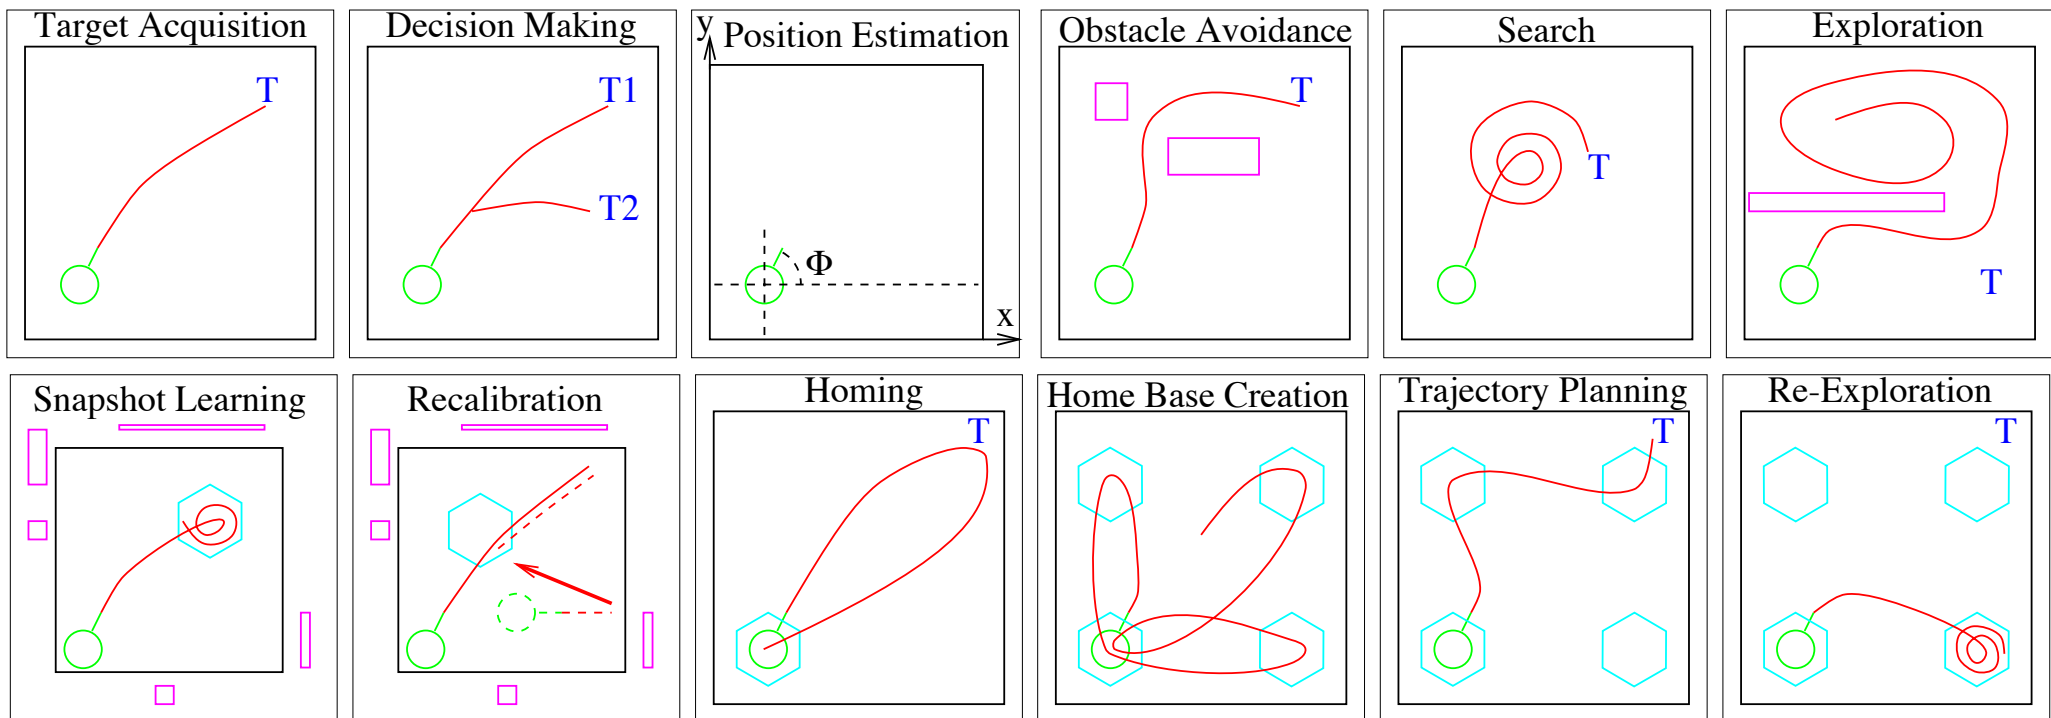 Target Acquisition
T
Decision Making
T1
T2
y
Position Estimation
Φ
x
Obstacle Avoidance
T
Search
T
Exploration
T
Snapshot Learning
Recalibration
Homing
T
Home Base Creation
Trajectory Planning
T
Re-Exploration
T